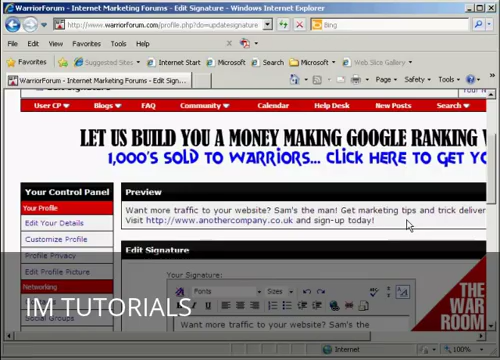 WarriorForum - Internet Marketing Forums - Edit Signature - Windows Internet Explorer
http://www.warriorforum.com/profile.php?do=updatesignature
Bing
File Edit View Favorites Tools Help
Favorites Suggested Sites Internet Start Microsoft Search Microsoft Web Slice Gallery
WarriorForum - Internet Marketing Forums - Edit Sign...
Page Safety Tools
User CP Blogs FAQ Community Calendar Help Desk New Posts Search
LET US BUILD YOU A MONEY MAKING GOOGLE RANKING W
1,000'S SOLD TO WARRIORS... CLICK HERE TO GET YO
Your Control Panel
Your Profile
Edit Your Details
Customize Profile
Profile Privacy
Edit Profile Picture
Networking
Social Groups
Preview
Want more traffic to your website? Sam's the man! Get marketing tips and trick deliver
Visit http://www.anothercompany.co.uk and sign-up today!
Edit Signature
Your Signature:
Fonts Sizes
Want more traffic to your website? Sam's the man!
IM TUTORIALS
THE
WAR
ROOM
Internet 100%